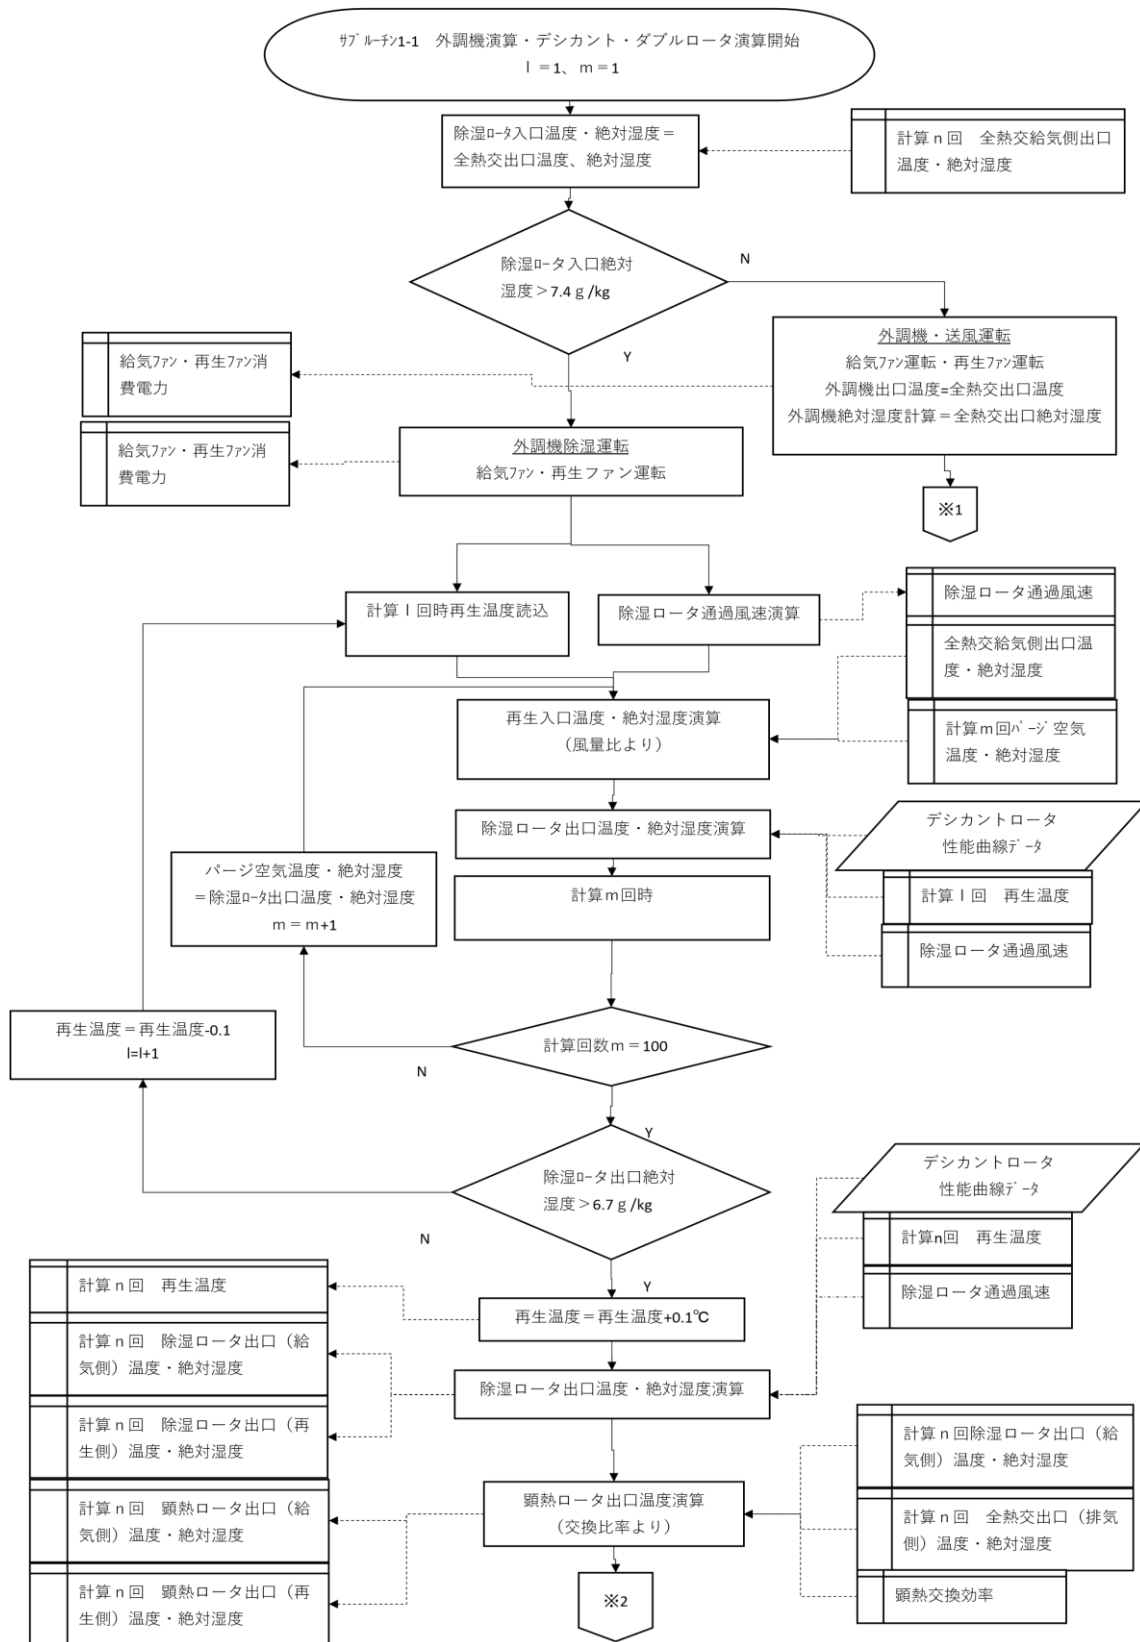 ｻﾌﾞﾙｰﾁﾝ1-1　外調機演算・デシカント・ダブルロータ演算開始
l＝1、m＝1
除湿ﾛｰﾀ入口温度・絶対湿度＝
全熱交出口温度、絶対湿度
計算ｎ回　全熱交給気側出口
温度・絶対湿度
除湿ﾛｰﾀ入口絶対
湿度＞7.4ｇ/kg
N
Y
外調機・送風運転
給気ﾌｧﾝ運転・再生ﾌｧﾝ運転
外調機出口温度=全熱交出口温度
外調機絶対湿度計算＝全熱交出口絶対湿度
給気ﾌｧﾝ・再生ﾌｧﾝ消
費電力
給気ﾌｧﾝ・再生ﾌｧﾝ消
費電力
外調機除湿運転
給気ﾌｧﾝ・再生ファン運転
※1
計算ｌ回時再生温度読込
除湿ロータ通過風速演算
除湿ロータ通過風速
全熱交給気側出口温
度・絶対湿度
計算ｍ回ﾊﾟｰｼﾞ空気
温度・絶対湿度
再生入口温度・絶対湿度演算
（風量比より）
除湿ロータ出口温度・絶対湿度演算
デシカントロータ
性能曲線ﾃﾞｰﾀ
計算ｌ回　再生温度
除湿ロータ通過風速
パージ空気温度・絶対湿度
＝除湿ﾛｰﾀ出口温度・絶対湿度
ｍ＝m+1
計算ｍ回時
再生温度＝再生温度-0.1
l=l+1
計算回数ｍ＝100
N
Y
除湿ﾛｰﾀ出口絶対
湿度＞6.7ｇ/kg
N
Y
デシカントロータ
性能曲線ﾃﾞｰﾀ
計算n回　再生温度
除湿ロータ通過風速
計算ｎ回　再生温度
再生温度＝再生温度+0.1℃
計算ｎ回　除湿ロータ出口（給
気側）温度・絶対湿度
除湿ロータ出口温度・絶対湿度演算
計算ｎ回　除湿ロータ出口（再
生側）温度・絶対湿度
計算ｎ回除湿ロータ出口（給
気側）温度・絶対湿度
計算ｎ回　顕熱ロータ出口（給
気側）温度・絶対湿度
顕熱ロータ出口温度演算
（交換比率より）
計算ｎ回　全熱交出口（排気
側）温度・絶対湿度
計算ｎ回　顕熱ロータ出口（再
生側）温度・絶対湿度
顕熱交換効率
※2